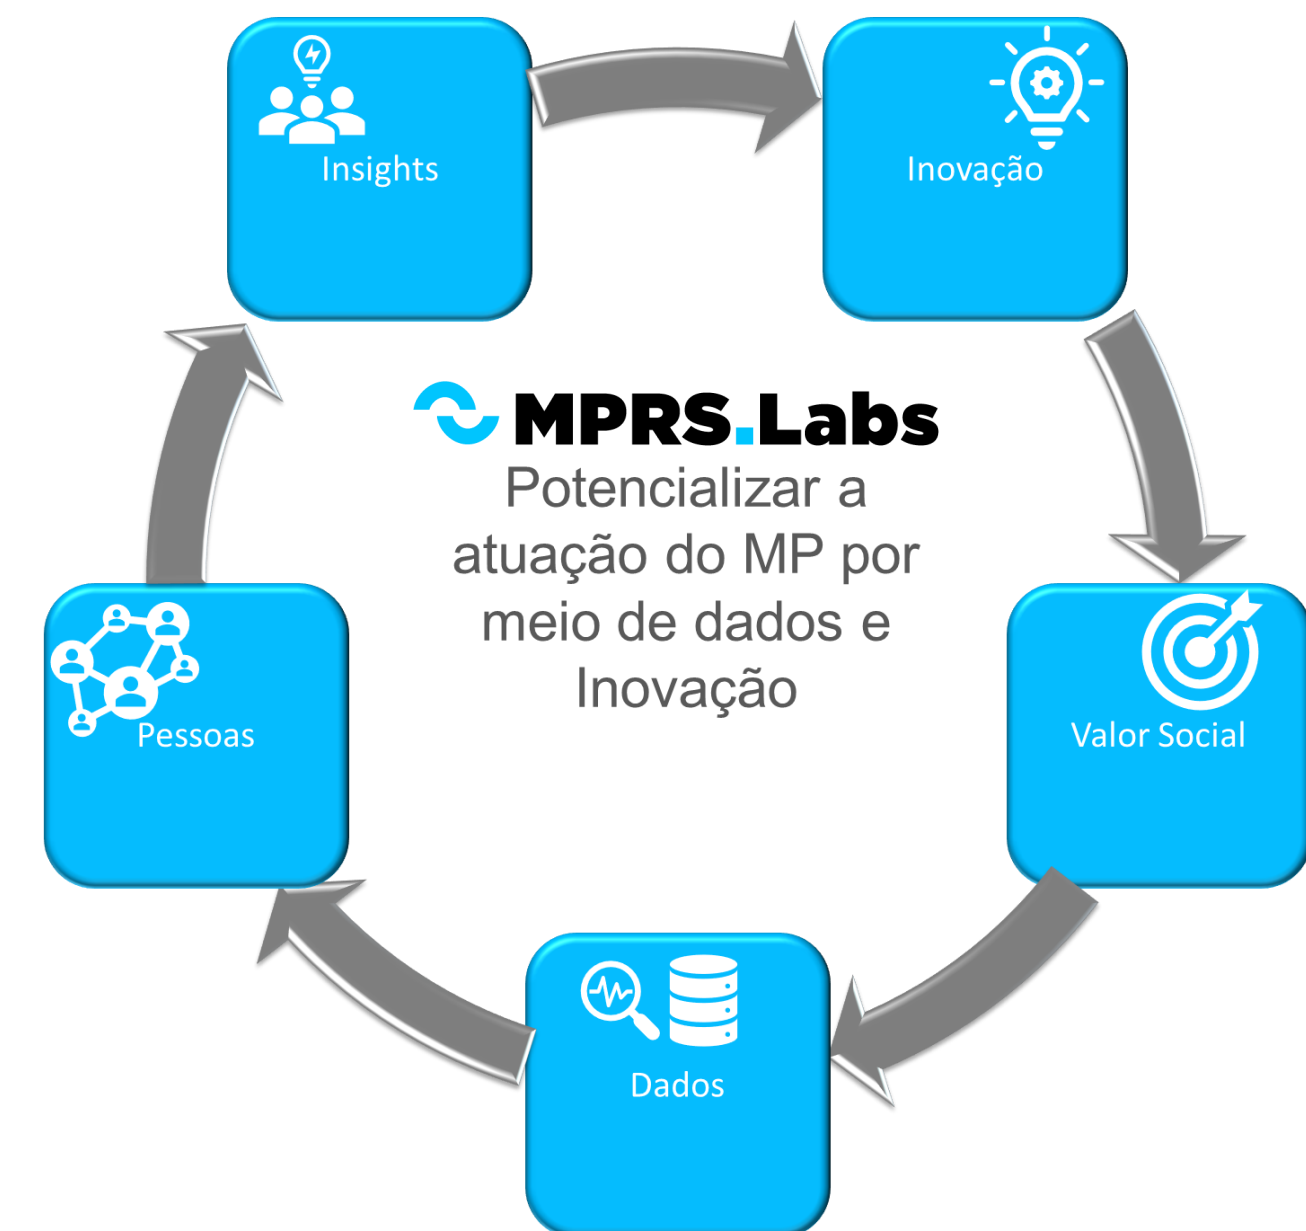 Insights
Inovação
MPRS.Labs
Potencializar a
atuação do MP por
meio de dados e
Inovação
Pessoas
Valor Social
Dados